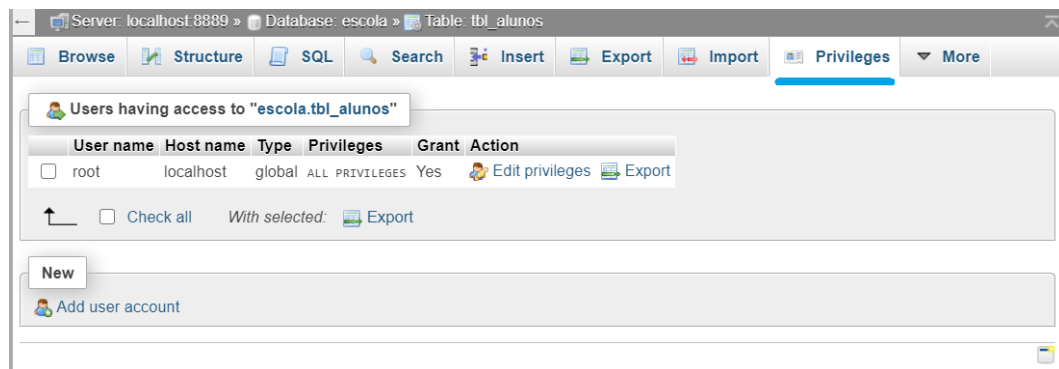 ← Server: localhost:8889 » Database: escola » Table: tbl_alunos
Browse Structure SQL Search Insert Export Import Privileges More
Users having access to "escola.tbl_alunos"
User name Host name Type Privileges Grant Action
root localhost global ALL PRIVILEGES Yes Edit privileges Export
Check all With selected: Export
New
Add user account